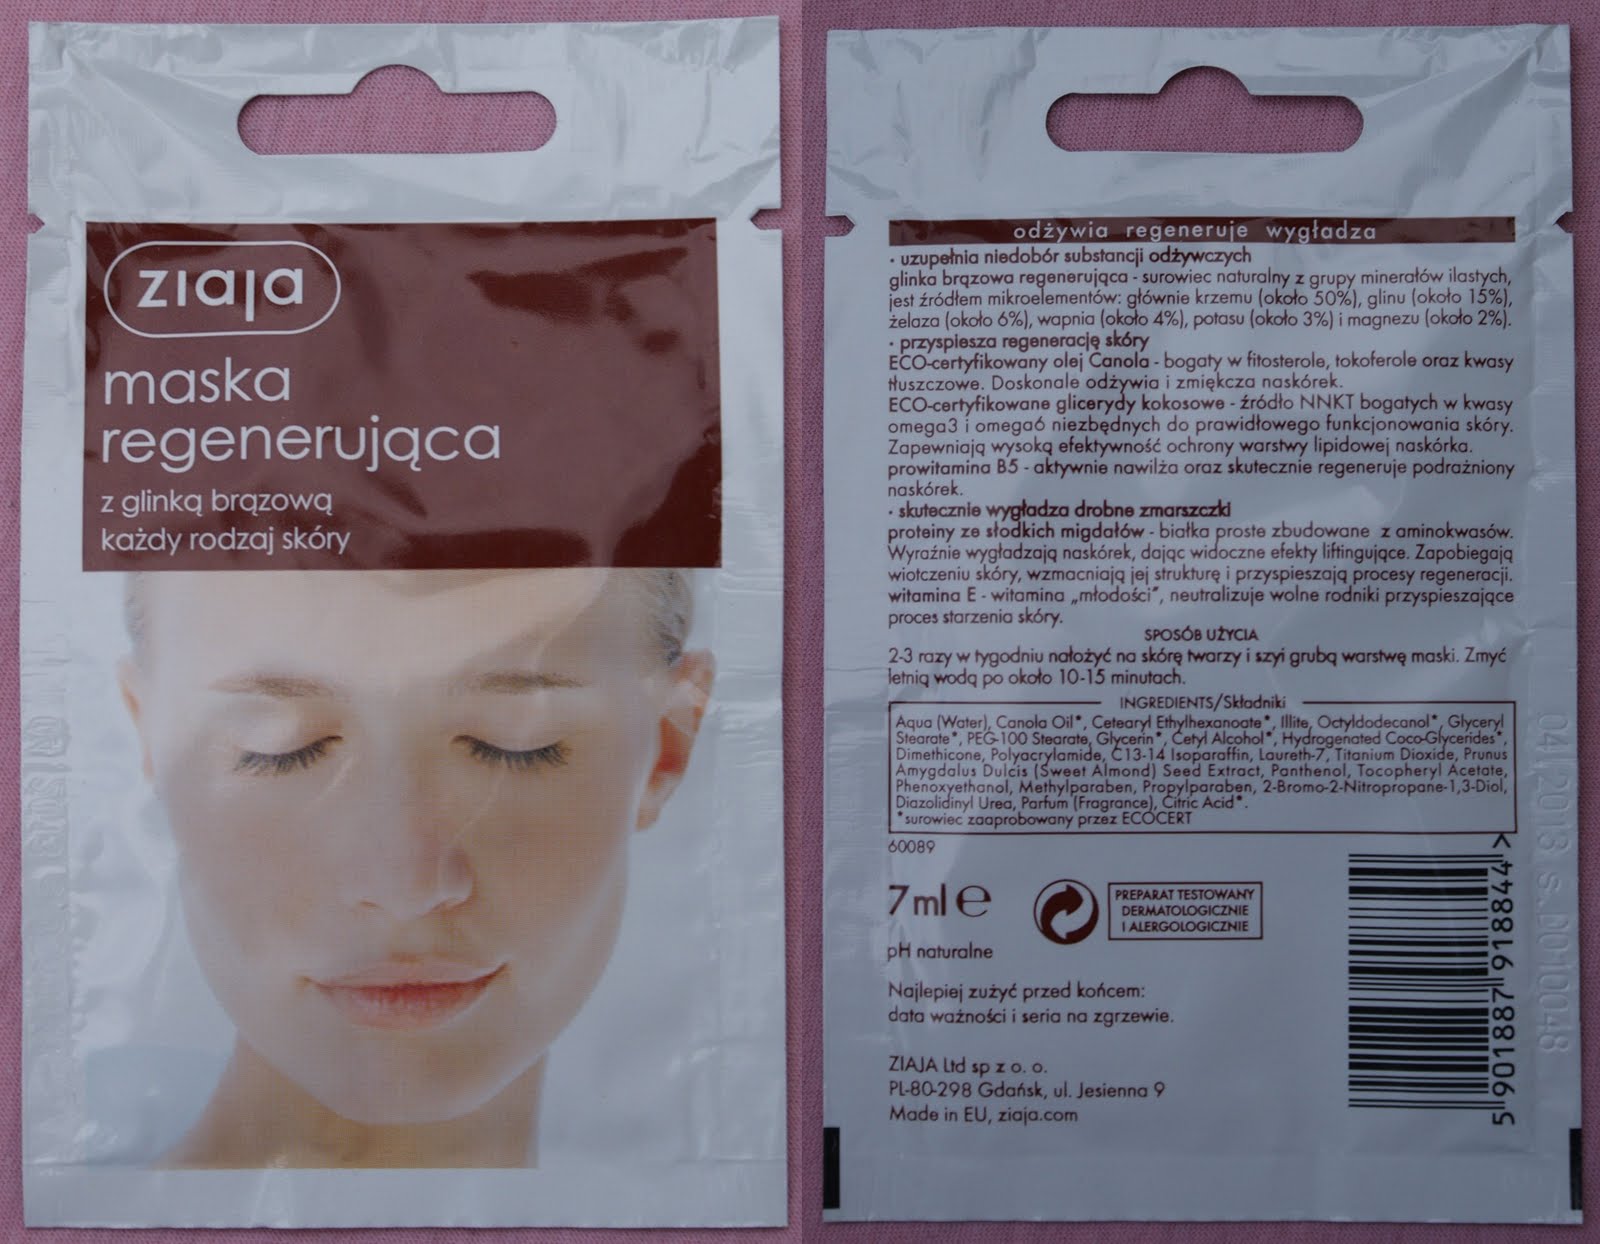 ziaja
maska
regenerująca
z glinką brązową
każdy rodzaj skóry
odżywia regeneruje wygładza
· uzupełnia niedobór substancji odżywczych
glinka brązowa regenerująca - surowiec naturalny z grupy minerałów ilastych,
jest źródłem mikroelementów: głównie krzemu (około 50%), glinu (około 15%),
żelaza (około 6%), wapnia (około 4%), potasu (około 3%) i magnezu (około 2%).
· przyspiesza regenerację skóry
ECO-certyfikowany olej Canola - bogaty w fitosterole, tokoferole oraz kwasy
tłuszczowe. Doskonale odżywia i zmiękcza naskórek.
ECO-certyfikowane glicerydy kokosowe - źródło NNKT bogatych w kwasy
omega3 i omega6 niezbędnych do prawidłowego funkcjonowania skóry.
Zapewniają wysoką efektywność ochrony warstwy lipidowej naskórka.
prowitamina B5 - aktywnie nawilża oraz skutecznie regeneruje podrażniony
naskórek.
· skutecznie wygładza drobne zmarszczki
proteiny ze słodkich migdałów - białka proste zbudowane z aminokwasów.
Wyraźnie wygładzają naskórek, dając widoczne efekty liftingujące. Zapobiegają
wiotczeniu skóry, wzmacniają jej strukturę i przyspieszają procesy regeneracji.
witamina E - witamina „młodości", neutralizuje wolne rodniki przyspieszające
proces starzenia skóry.
SPOSÓB UŻYCIA
2-3 razy w tygodniu nałożyć na skórę twarzy i szyi grubą warstwę maski. Zmyć
letnią wodą po około 10-15 minutach.
INGREDIENTS/Składniki
Aqua (Water), Canola Oil*, Cetearyl Ethylhexanoate*, Illite, Octyldodecanol*, Glyceryl
Stearate*, PEG-100 Stearate, Glycerin*, Cetyl Alcohol*, Hydrogenated Coco-Glycerides*,
Dimethicone, Polyacrylamide, C13-14 Isoparaffin, Laureth-7, Titanium Dioxide, Prunus
Amygdalus Dulcis (Sweet Almond) Seed Extract, Panthenol, Tocopheryl Acetate,
Phenoxyethanol, Methylparaben, Propylparaben, 2-Bromo-2-Nitropropane-1,3-Diol,
Diazolidinyl Urea, Parfum (Fragrance), Citric Acid*.
*surowiec zaaprobowany przez ECOCERT
60089
7ml e
PREPARAT TESTOWANY
DERMATOLOGICZNIE
I ALERGOLOGICZNIE
pH naturalne
Najlepiej zużyć przed końcem:
data ważności i seria na zgrzewie.
ZIAJA Ltd sp z o. o.
PL-80-298 Gdańsk, ul. Jesienna 9
Made in EU, ziaja.com
5 901887 918844 >
04 2013 s.D010048